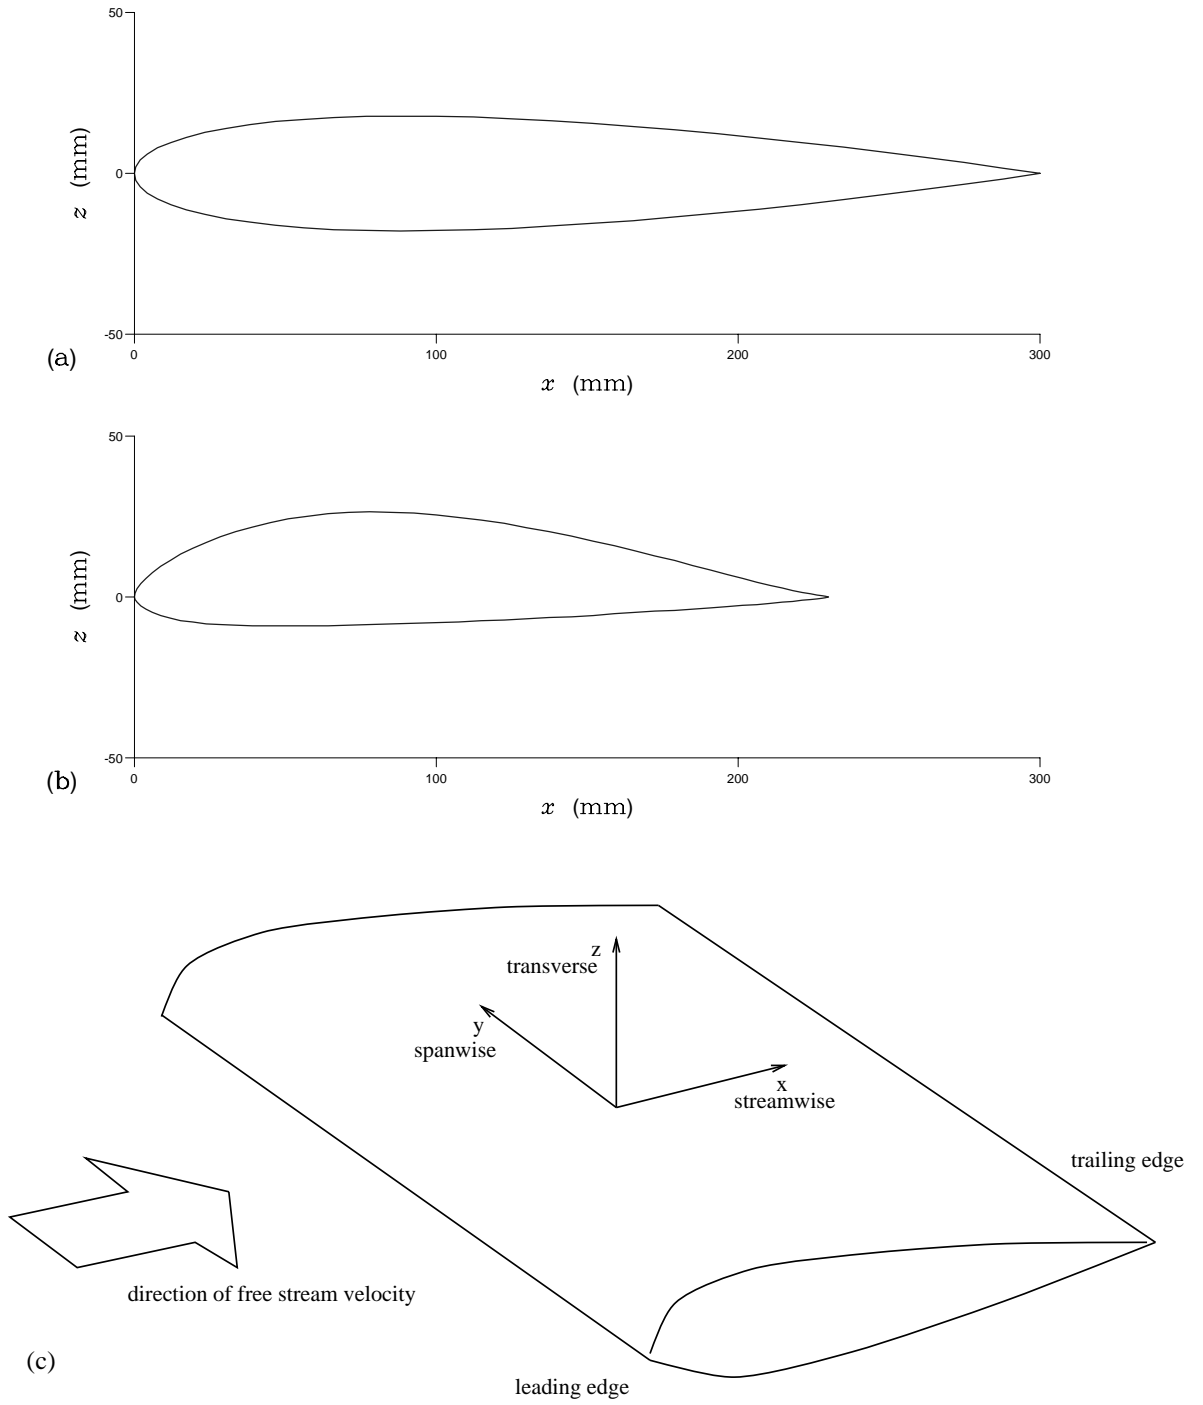 50
z (mm)
0
-50
(a)
0 100 200 300
x (mm)
50
z (mm)
0
-50
(b)
0 100 200 300
x (mm)
z
transverse
y
spanwise
x
streamwise
trailing edge
direction of free stream velocity
(c)
leading edge